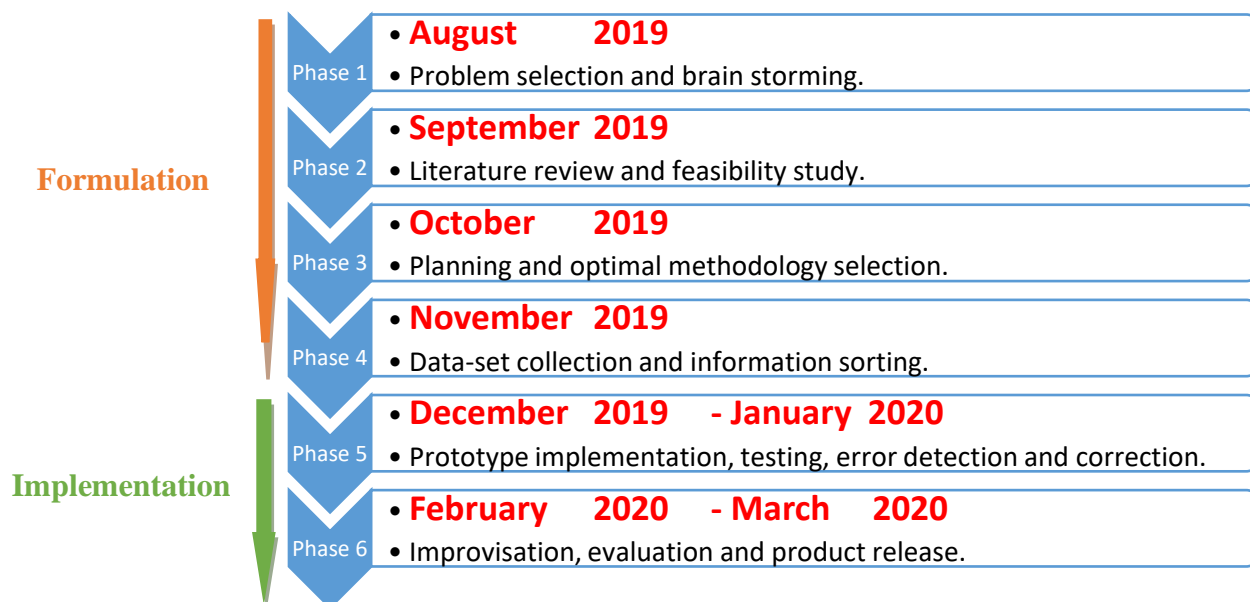 • August 2019
Phase 1
• Problem selection and brain storming.
• September 2019
Phase 2
• Literature review and feasibility study.
Formulation
• October 2019
Phase 3
• Planning and optimal methodology selection.
• November 2019
Phase 4
• Data-set collection and information sorting.
• December 2019 - January 2020
Phase 5
• Prototype implementation, testing, error detection and correction.
Implementation
• February 2020 - March 2020
Phase 6
• Improvisation, evaluation and product release.